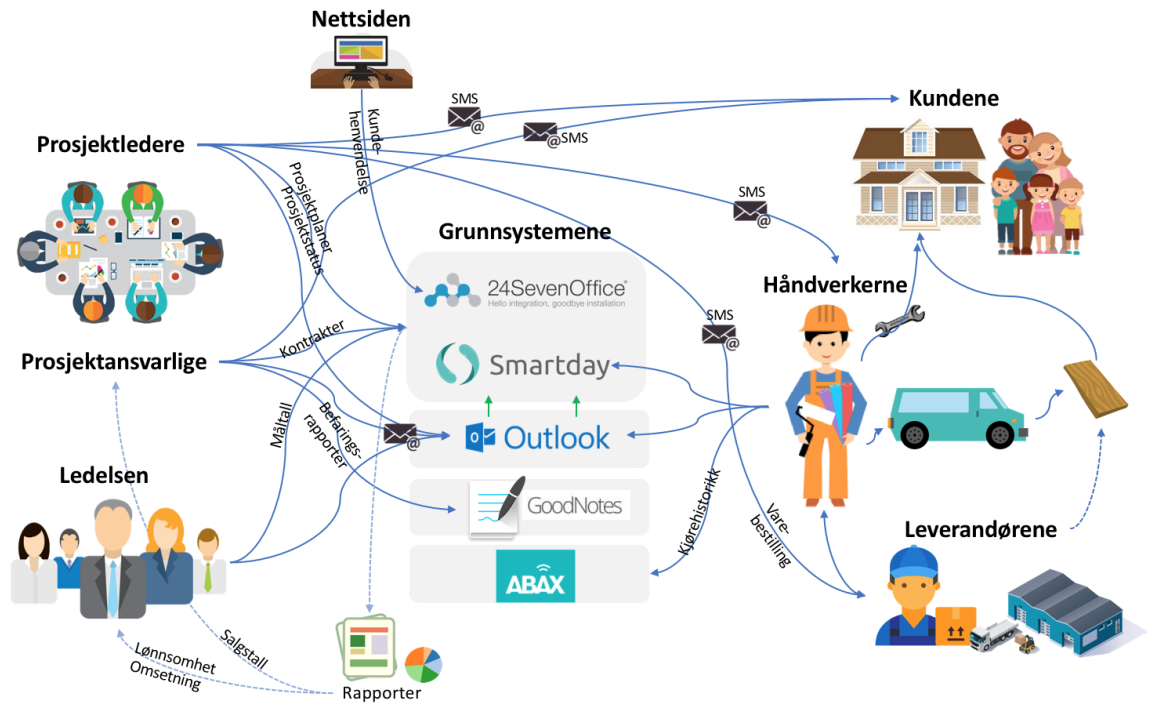 Nettsiden
SMS
Kundene
@
@SMS
Kunde-
henvendelse
Prosjektledere
Prosjektplaner
Prosjektstatus
SMS
@
Grunnsystemene
24SevenOffice®
Hello integration, goodbye installation
Håndverkerne
SMS
@
Kontrakter
Prosjektansvarlige
Smartday
Måltall
Befarings-
rapporter
@
Outlook
Ledelsen
GoodNotes
Kjørehistorikk
Vare-
bestilling
Leverandørene
ABAX
Salgstall
Lønnsomhet
Omsetning
Rapporter